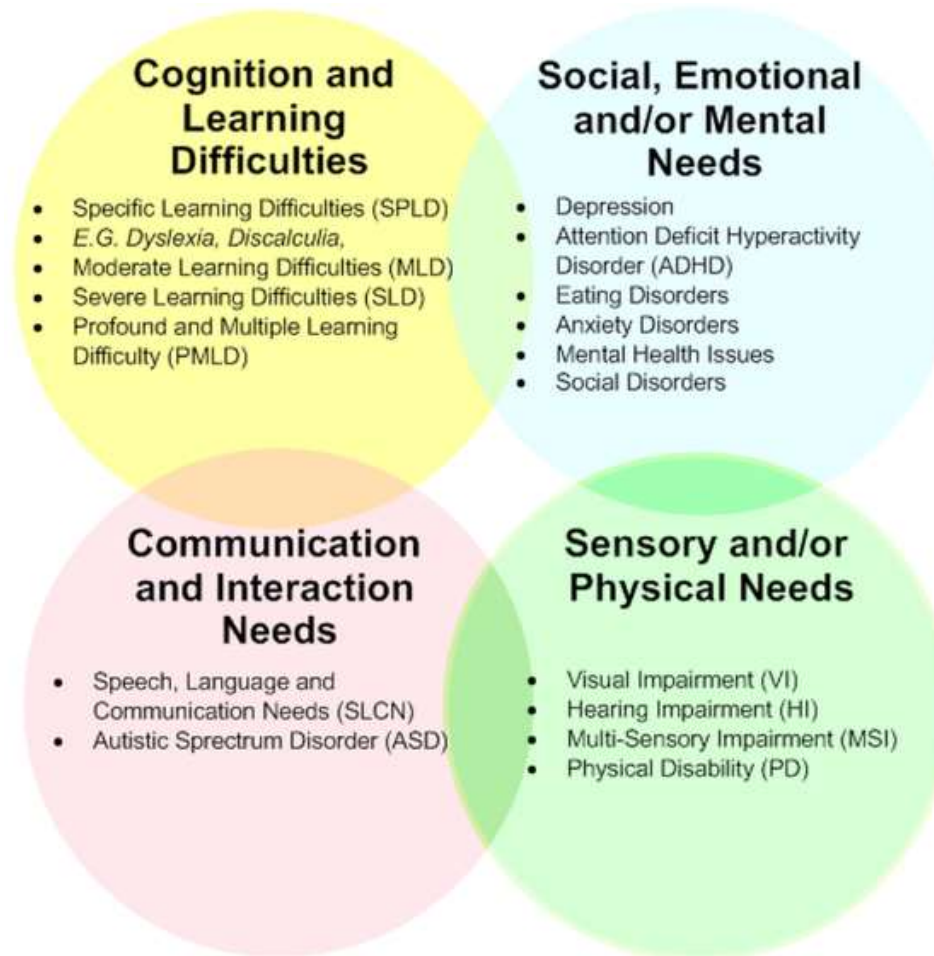 Cognition and
Learning
Difficulties
Specific Learning Difficulties (SPLD)
E.G. Dyslexia, Discalculia,
Moderate Learning Difficulties (MLD)
Severe Learning Difficulties (SLD)
Profound and Multiple Learning
Difficulty (PMLD)
Social, Emotional
and/or Mental
Needs
Depression
Attention Deficit Hyperactivity
Disorder (ADHD)
Eating Disorders
Anxiety Disorders
Mental Health Issues
Social Disorders
Communication
and Interaction
Needs
Speech, Language and
Communication Needs (SLCN)
Autistic Sprectrum Disorder (ASD)
Sensory and/or
Physical Needs
Visual Impairment (VI)
Hearing Impairment (HI)
Multi-Sensory Impairment (MSI)
Physical Disability (PD)